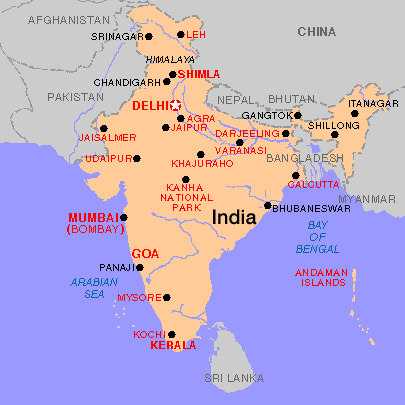 AFGHANISTAN
CHINA
SRINAGAR
LEH
HIMALAYA
SHIMLA
CHANDIGARH
PAKISTAN
DELHI
NEPAL
BHUTAN
ITANAGAR
GANGTOK
AGRA
JAIPUR
SHILLONG
JAISALMER
DARJEELING
VARANASI
UDAIPUR
KHAJURAHO
BANGLADESH
CALCUTTA
KANHA
NATIONAL
PARK
MYANMAR
BHUBANESWAR
MUMBAI
(BOMBAY)
India
BAY
OF
BENGAL
GOA
PANAJI
ANDAMAN
ISLANDS
ARABIAN
SEA
MYSORE
KOCHI
KERALA
SRI LANKA